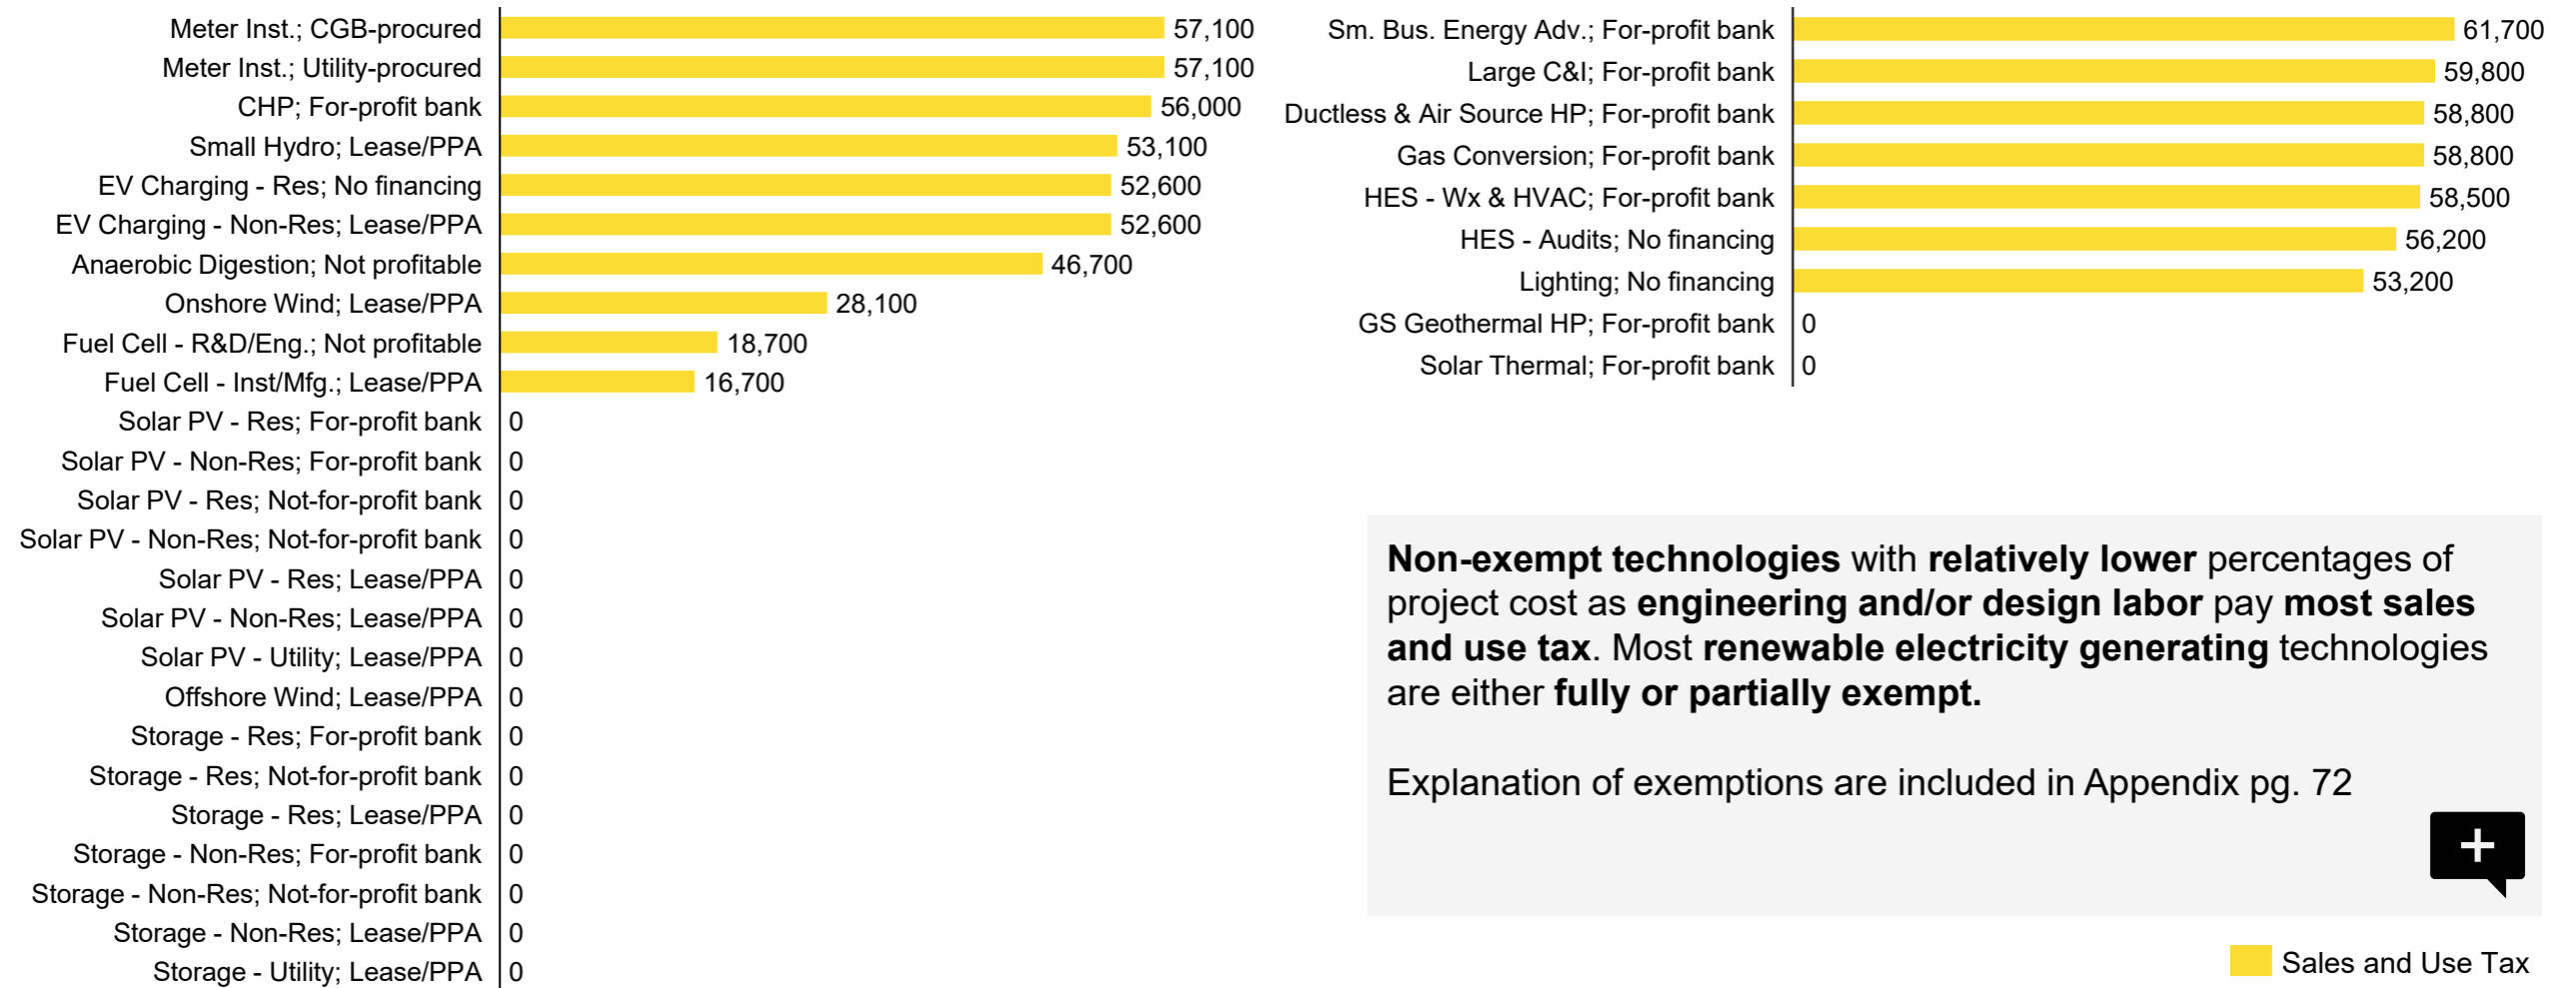 Meter Inst.; CGB-procured 57,100
Meter Inst.; Utility-procured 57,100
CHP; For-profit bank 56,000
Small Hydro; Lease/PPA 53,100
EV Charging - Res; No financing 52,600
EV Charging - Non-Res; Lease/PPA 52,600
Anaerobic Digestion; Not profitable 46,700
Onshore Wind; Lease/PPA 28,100
Fuel Cell - R&D/Eng.; Not profitable 18,700
Fuel Cell - Inst/Mfg.; Lease/PPA 16,700
Solar PV - Res; For-profit bank 0
Solar PV - Non-Res; For-profit bank 0
Solar PV - Res; Not-for-profit bank 0
Solar PV - Non-Res; Not-for-profit bank 0
Solar PV - Res; Lease/PPA 0
Solar PV - Non-Res; Lease/PPA 0
Solar PV - Utility; Lease/PPA 0
Offshore Wind; Lease/PPA 0
Storage - Res; For-profit bank 0
Storage - Res; Not-for-profit bank 0
Storage - Res; Lease/PPA 0
Storage - Non-Res; For-profit bank 0
Storage - Non-Res; Not-for-profit bank 0
Storage - Non-Res; Lease/PPA 0
Storage - Utility; Lease/PPA 0
Sm. Bus. Energy Adv.; For-profit bank 61,700
Large C&I; For-profit bank 59,800
Ductless & Air Source HP; For-profit bank 58,800
Gas Conversion; For-profit bank 58,800
HES - Wx & HVAC; For-profit bank 58,500
HES - Audits; No financing 56,200
Lighting; No financing 53,200
GS Geothermal HP; For-profit bank 0
Solar Thermal; For-profit bank 0
Non-exempt technologies with relatively lower percentages of
project cost as engineering and/or design labor pay most sales
and use tax. Most renewable electricity generating technologies
are either fully or partially exempt.
Explanation of exemptions are included in Appendix pg. 72
Sales and Use Tax